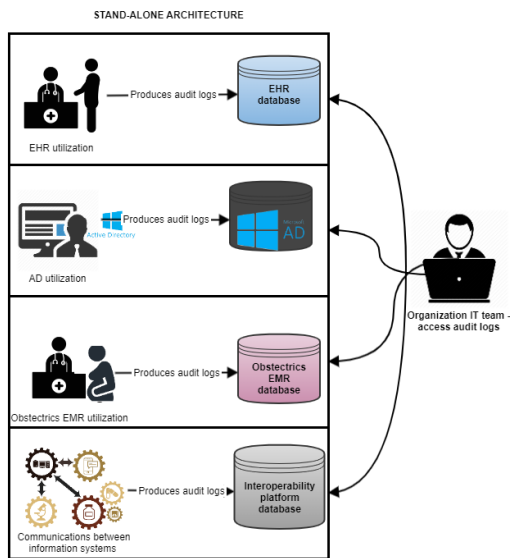 STAND-ALONE ARCHITECTURE
Produces audit logs
EHR
database
EHR utilization
Produces audit logs
Active Directory
Microsoft
AD
AD utilization
Organization IT team -
access audit logs
Produces audit logs
Obstectrics
EMR
database
Obstectrics EMR utilization
Produces audit logs
Interoperability
platform
database
Communications between
information systems